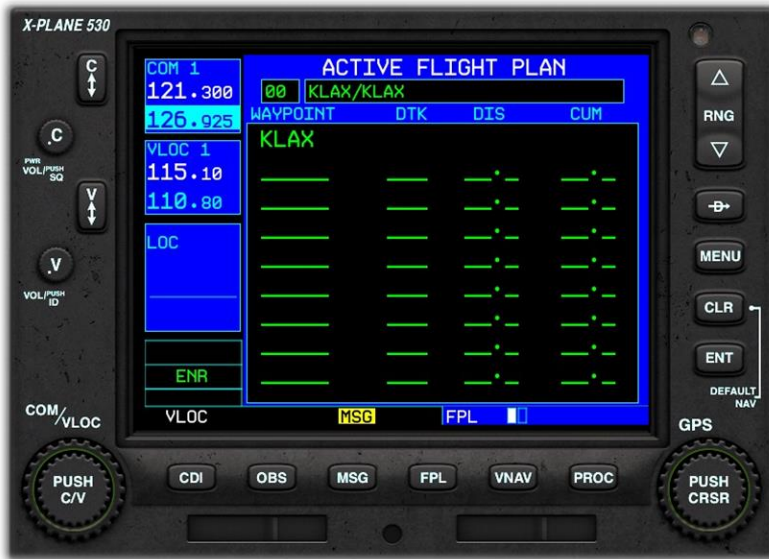 X-PLANE 530
C
COM 1
121.300
126.925
ACTIVE FLIGHT PLAN
00 KLAX/KLAX
WAYPOINT DTK DIS CUM
KLAX
RNG
.C
PWR
VOL/PUSH
SQ
VLOC 1
115.10
110.80
V
D
LOC
MENU
.V
VOL/PUSH
ID
CLR
ENT
ENR
DEFAULT
NAV
COM/VLOC
VLOC
MSG
FPL
GPS
PUSH
C/V
CDI
OBS
MSG
FPL
VNAV
PROC
PUSH
CRSR